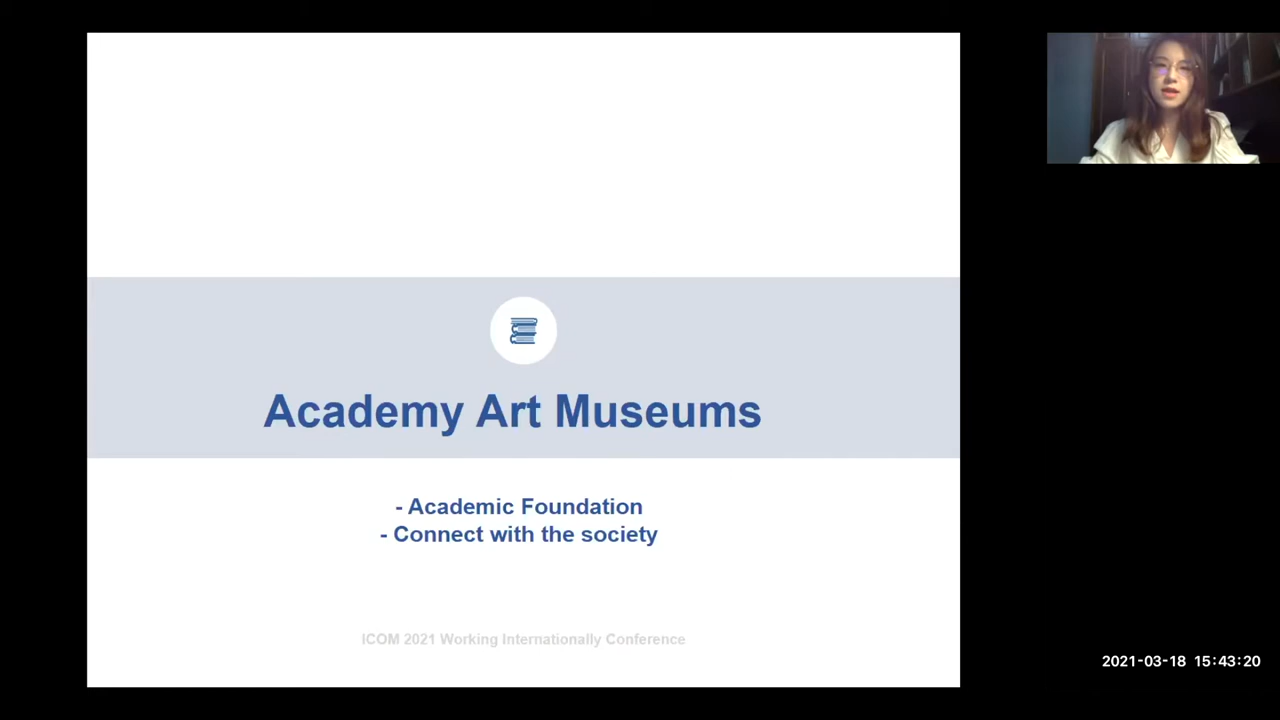 Academy Art Museums
- Academic Foundation
- Connect with the society
ICOM 2021 Working Internationally Conference
2021-03-18 15:43:20